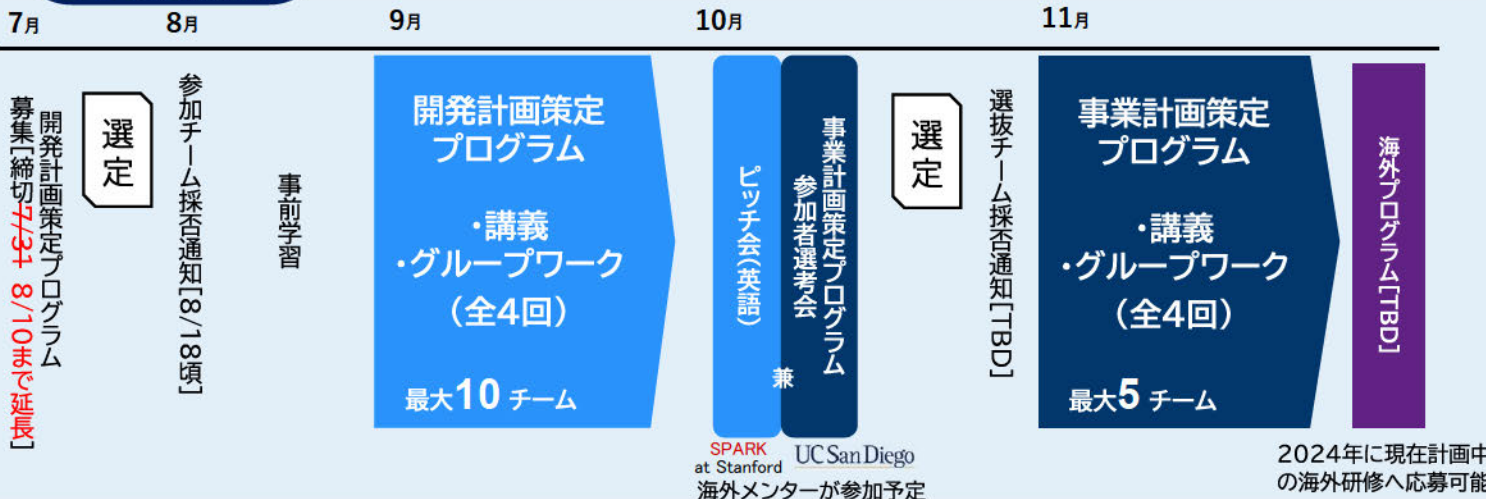 7月
8月
9月
10月
11月
開発計画策定プログラム
募集[締切7/31 8/10まで延長]
選定
参加チーム採否通知[8/18頃]
事前学習
開発計画策定
プログラム
・講義
・グループワーク
(全4回)
最大10 チーム
ピッチ会(英語)
兼
事業計画策定プログラム
参加者選考会
SPARK
at Stanford
UC San Diego
海外メンターが参加予定
選定
選抜チーム採否通知[TBD]
事業計画策定
プログラム
・講義
・グループワーク
(全4回)
最大5 チーム
海外プログラム[TBD]
2024年に現在計画中
の海外研修へ応募可能